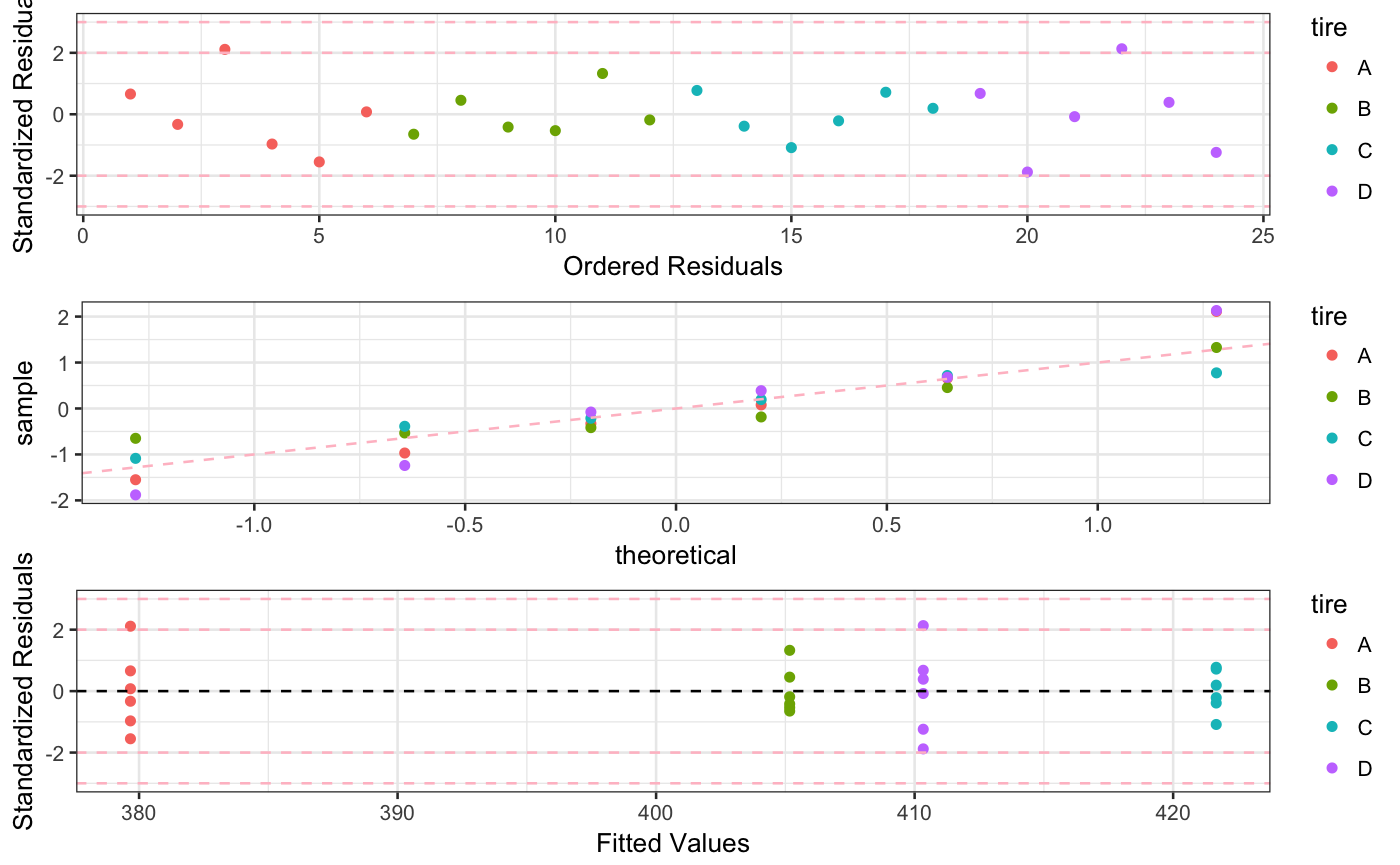 Standardized Residua
2
0
-2
0
5
10
15
20
25
Ordered Residuals
tire
A
B
C
D
sample
2
1
0
-1
-2
-1.0
-0.5
0.0
0.5
1.0
theoretical
tire
A
B
C
D
Standardized Residuals
2
0
-2
380
390
400
410
420
Fitted Values
tire
A
B
C
D